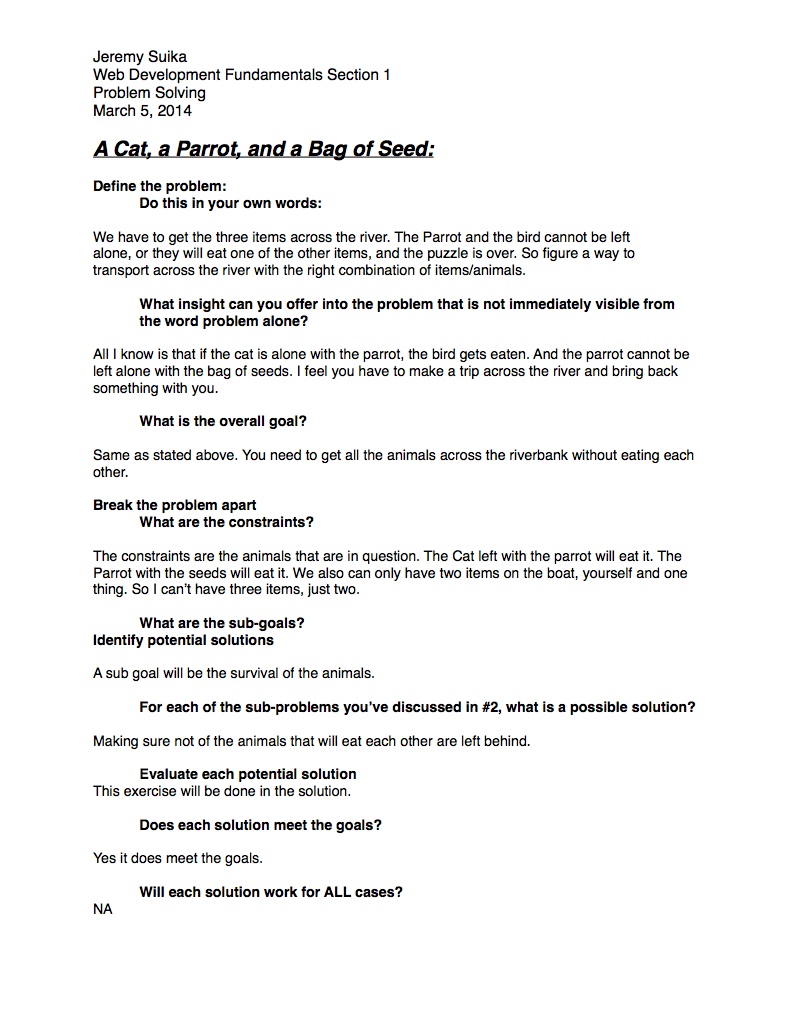 Jeremy Suika
Web Development Fundamentals Section 1
Problem Solving
March 5, 2014
A Cat, a Parrot, and a Bag of Seed:
Define the problem:
Do this in your own words:
We have to get the three items across the river. The Parrot and the bird cannot be left
alone, or they will eat one of the other items, and the puzzle is over. So figure a way to
transport across the river with the right combination of items/animals.
What insight can you offer into the problem that is not immediately visible from
the word problem alone?
All I know is that if the cat is alone with the parrot, the bird gets eaten. And the parrot cannot be
left alone with the bag of seeds. I feel you have to make a trip across the river and bring back
something with you.
What is the overall goal?
Same as stated above. You need to get all the animals across the riverbank without eating each
other.
Break the problem apart
What are the constraints?
The constraints are the animals that are in question. The Cat left with the parrot will eat it. The
Parrot with the seeds will eat it. We also can only have two items on the boat, yourself and one
thing. So I can't have three items, just two.
What are the sub-goals?
Identify potential solutions
A sub goal will be the survival of the animals.
For each of the sub-problems you've discussed in #2, what is a possible solution?
Making sure not of the animals that will eat each other are left behind.
Evaluate each potential solution
This exercise will be done in the solution.
Does each solution meet the goals?
Yes it does meet the goals.
Will each solution work for ALL cases?
NA